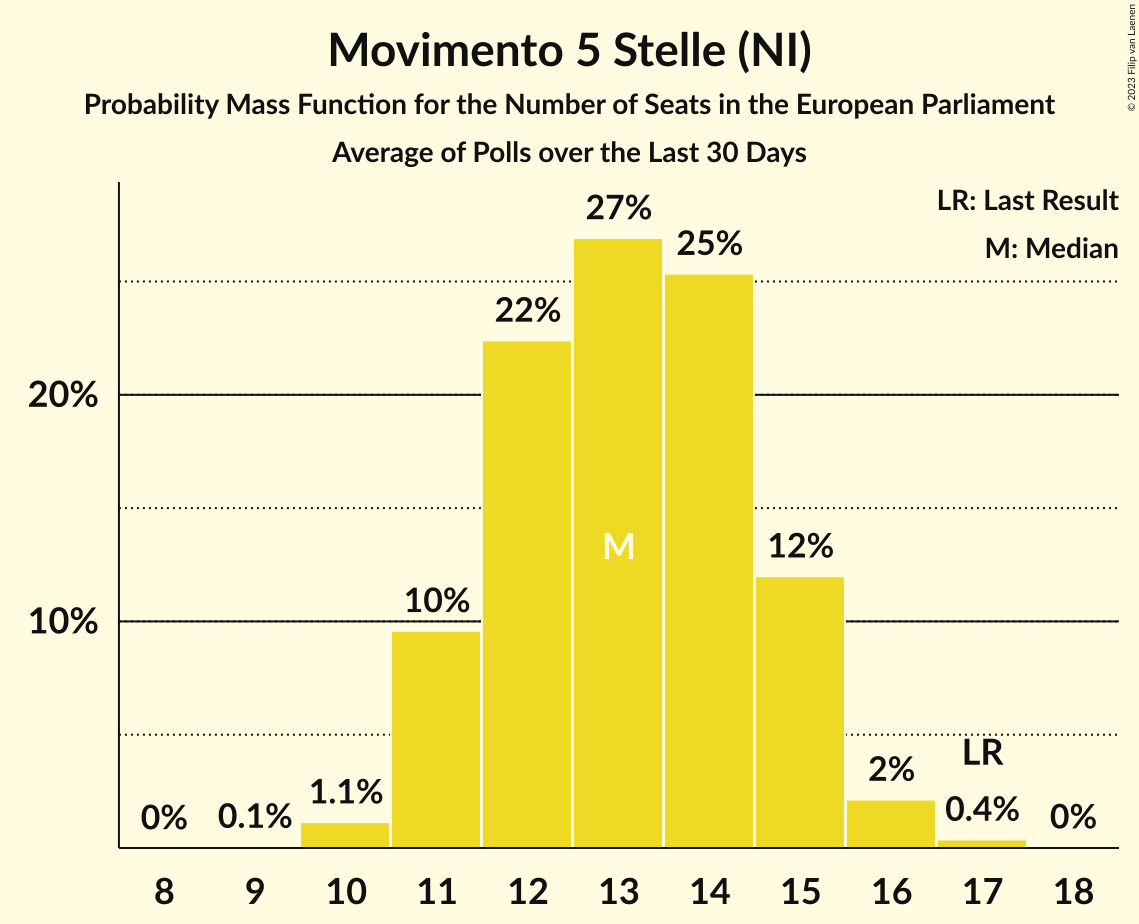 Movimento 5 Stelle (NI)
Probability Mass Function for the Number of Seats in the European Parliament
Average of Polls over the Last 30 Days
© 2023 Filip van Laenen
LR: Last Result
M: Median
27%
25%
22%
20%
M
12%
10%
10%
LR
2%
1.1%
0.4%
0%
0.1%
0%
8 9 10 11 12 13 14 15 16 17 18